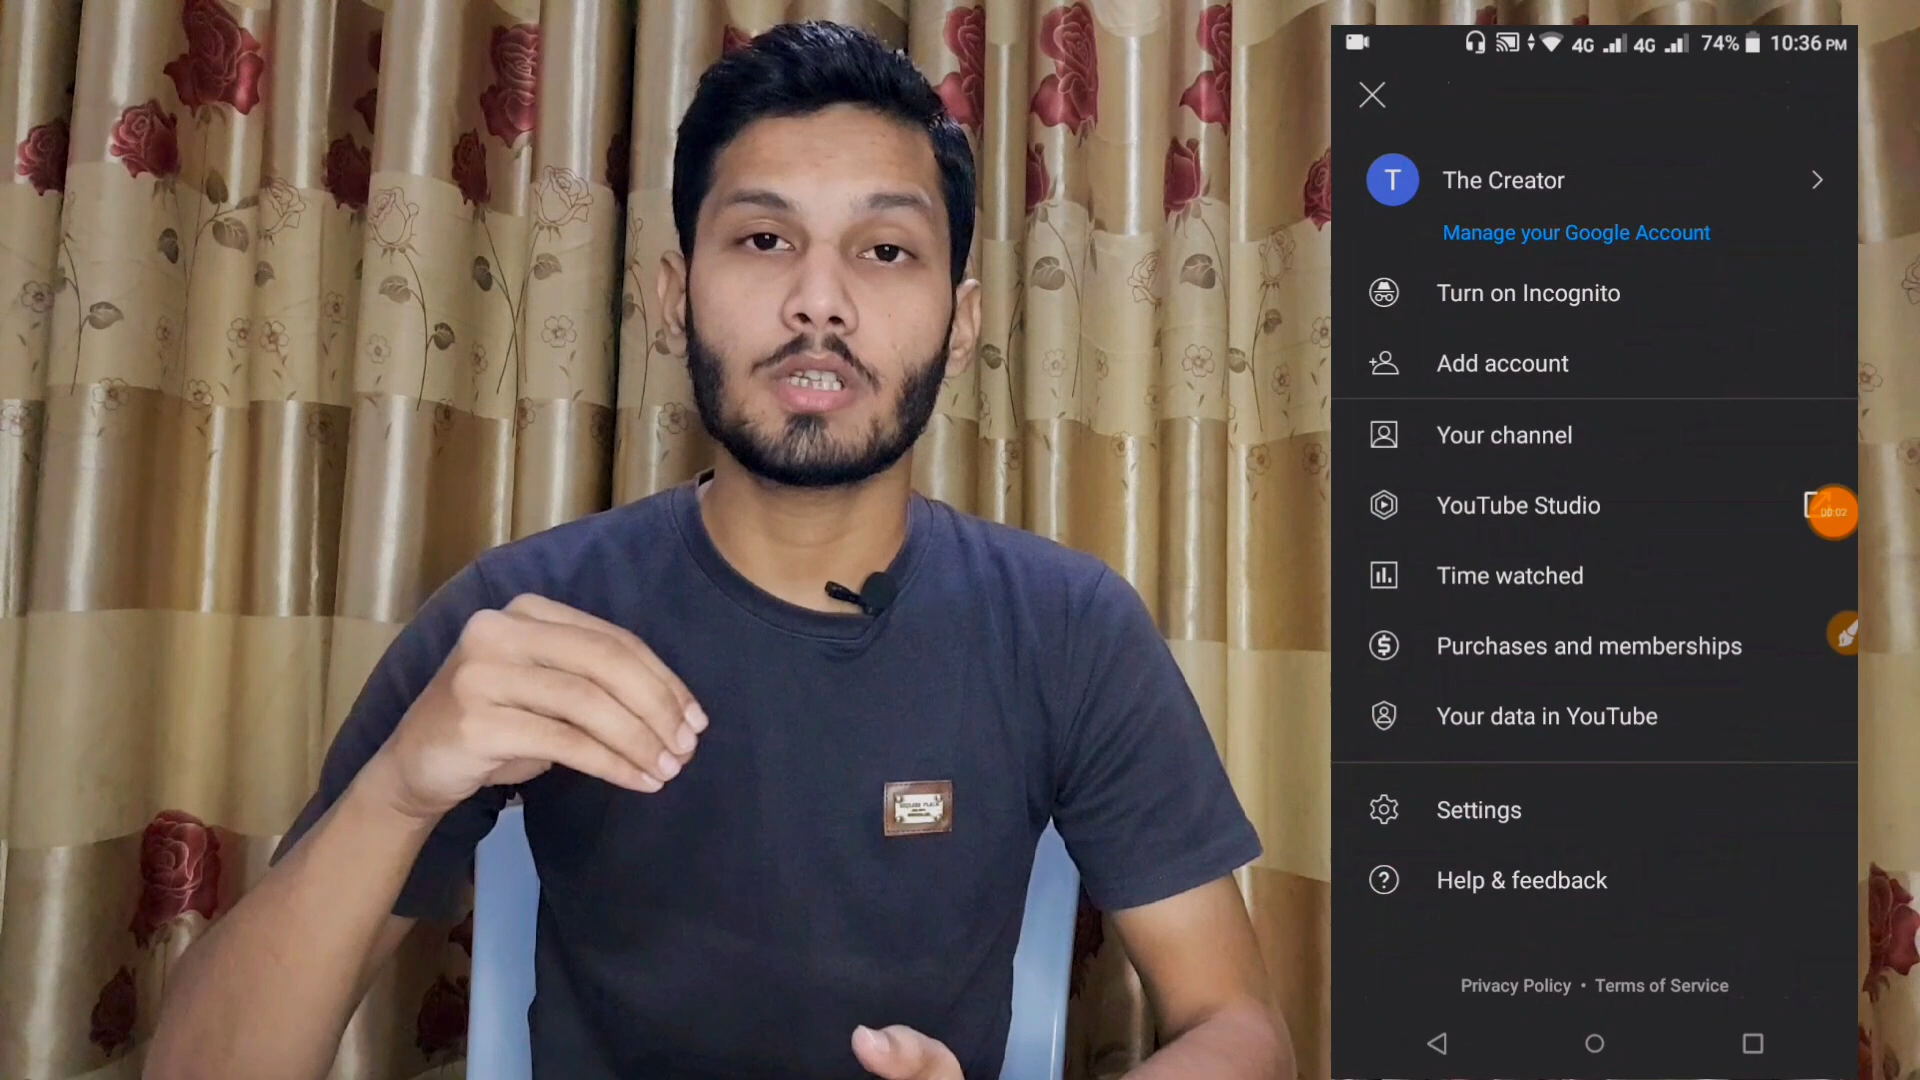 4G 4G 74% 10:36 PM
T The Creator
Manage your Google Account
Turn on Incognito
Add account
Your channel
YouTube Studio
00:02
Time watched
Purchases and memberships
Your data in YouTube
Settings
Help & feedback
Privacy Policy • Terms of Service